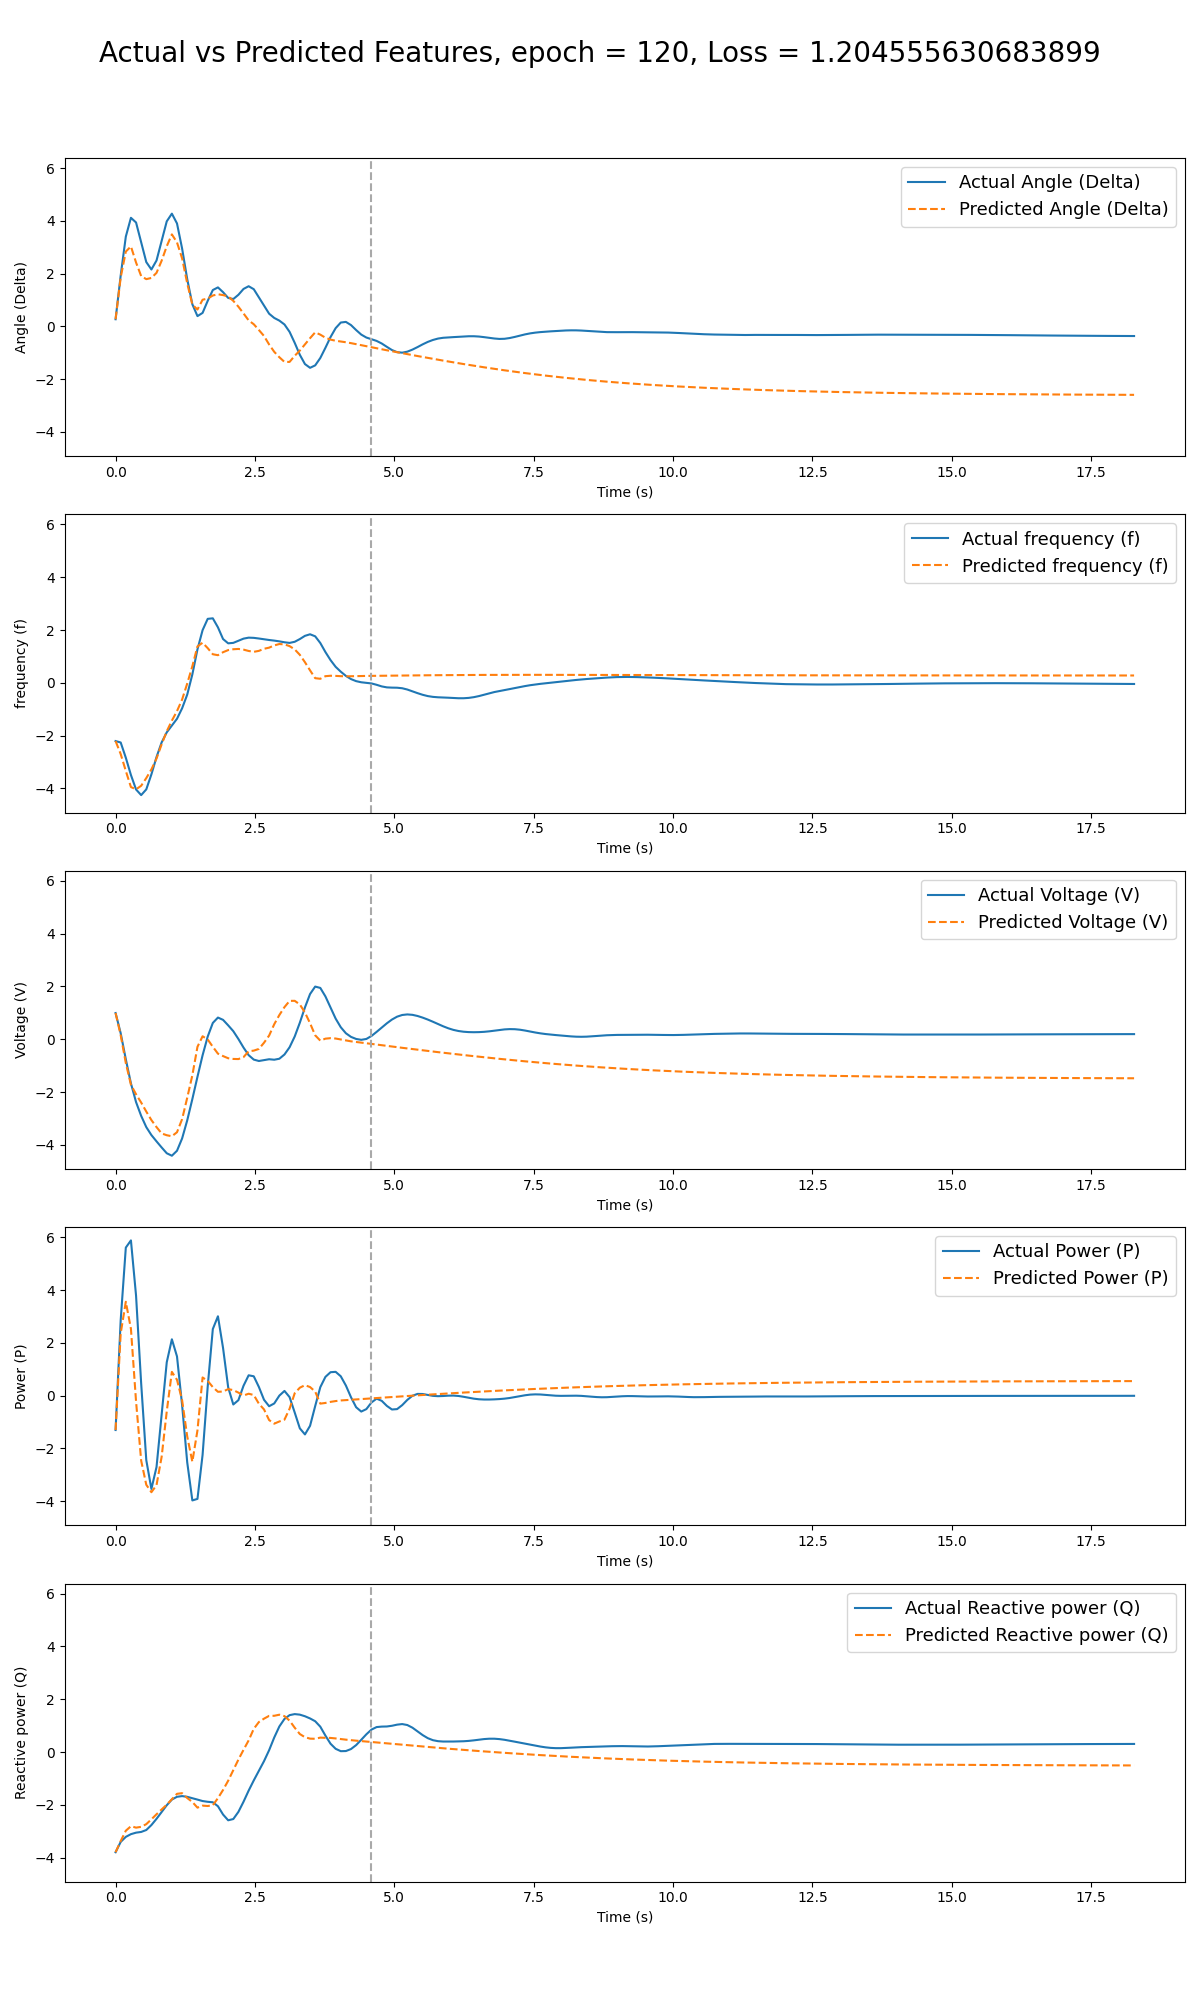 Actual vs Predicted Features, epoch = 120, Loss = 1.204555630683899
6
4
2
0
−2
−4
Angle (Delta)
Actual Angle (Delta)
Predicted Angle (Delta)
0.0 2.5 5.0 7.5 10.0 12.5 15.0 17.5
Time (s)
6
4
2
0
−2
−4
frequency (f)
Actual frequency (f)
Predicted frequency (f)
0.0 2.5 5.0 7.5 10.0 12.5 15.0 17.5
Time (s)
6
4
2
0
−2
−4
Voltage (V)
Actual Voltage (V)
Predicted Voltage (V)
0.0 2.5 5.0 7.5 10.0 12.5 15.0 17.5
Time (s)
6
4
2
0
−2
−4
Power (P)
Actual Power (P)
Predicted Power (P)
0.0 2.5 5.0 7.5 10.0 12.5 15.0 17.5
Time (s)
6
4
2
0
−2
−4
Reactive power (Q)
Actual Reactive power (Q)
Predicted Reactive power (Q)
0.0 2.5 5.0 7.5 10.0 12.5 15.0 17.5
Time (s)